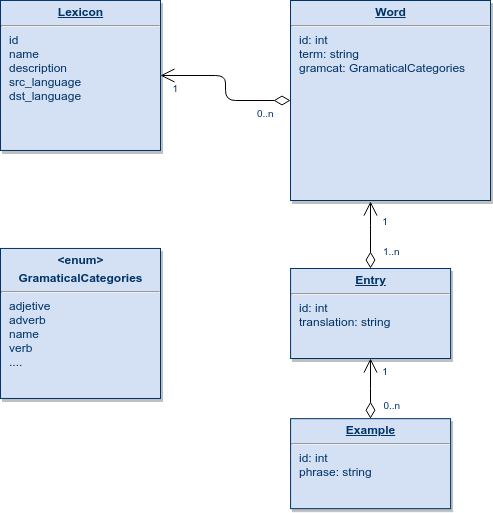 Lexicon
id
name
description
src_language
dst_language
1
0..n
Word
id: int
term: string
gramcat: GramaticalCategories
1
1..n
<enum>
GramaticalCategories
adjetive
adverb
name
verb
....
Entry
id: int
translation: string
1
0..n
Example
id: int
phrase: string